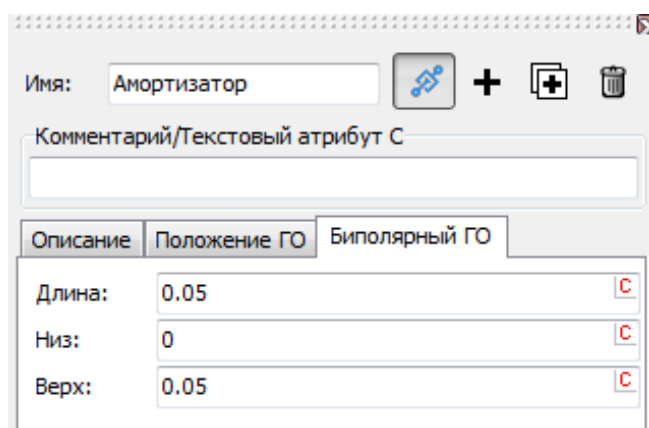 Имя: Амортизатор
Комментарий/Текстовый атрибут C
Описание Положение ГО Биполярный ГО
Длина: 0.05 C
Низ: 0 C
Верх: 0.05 C